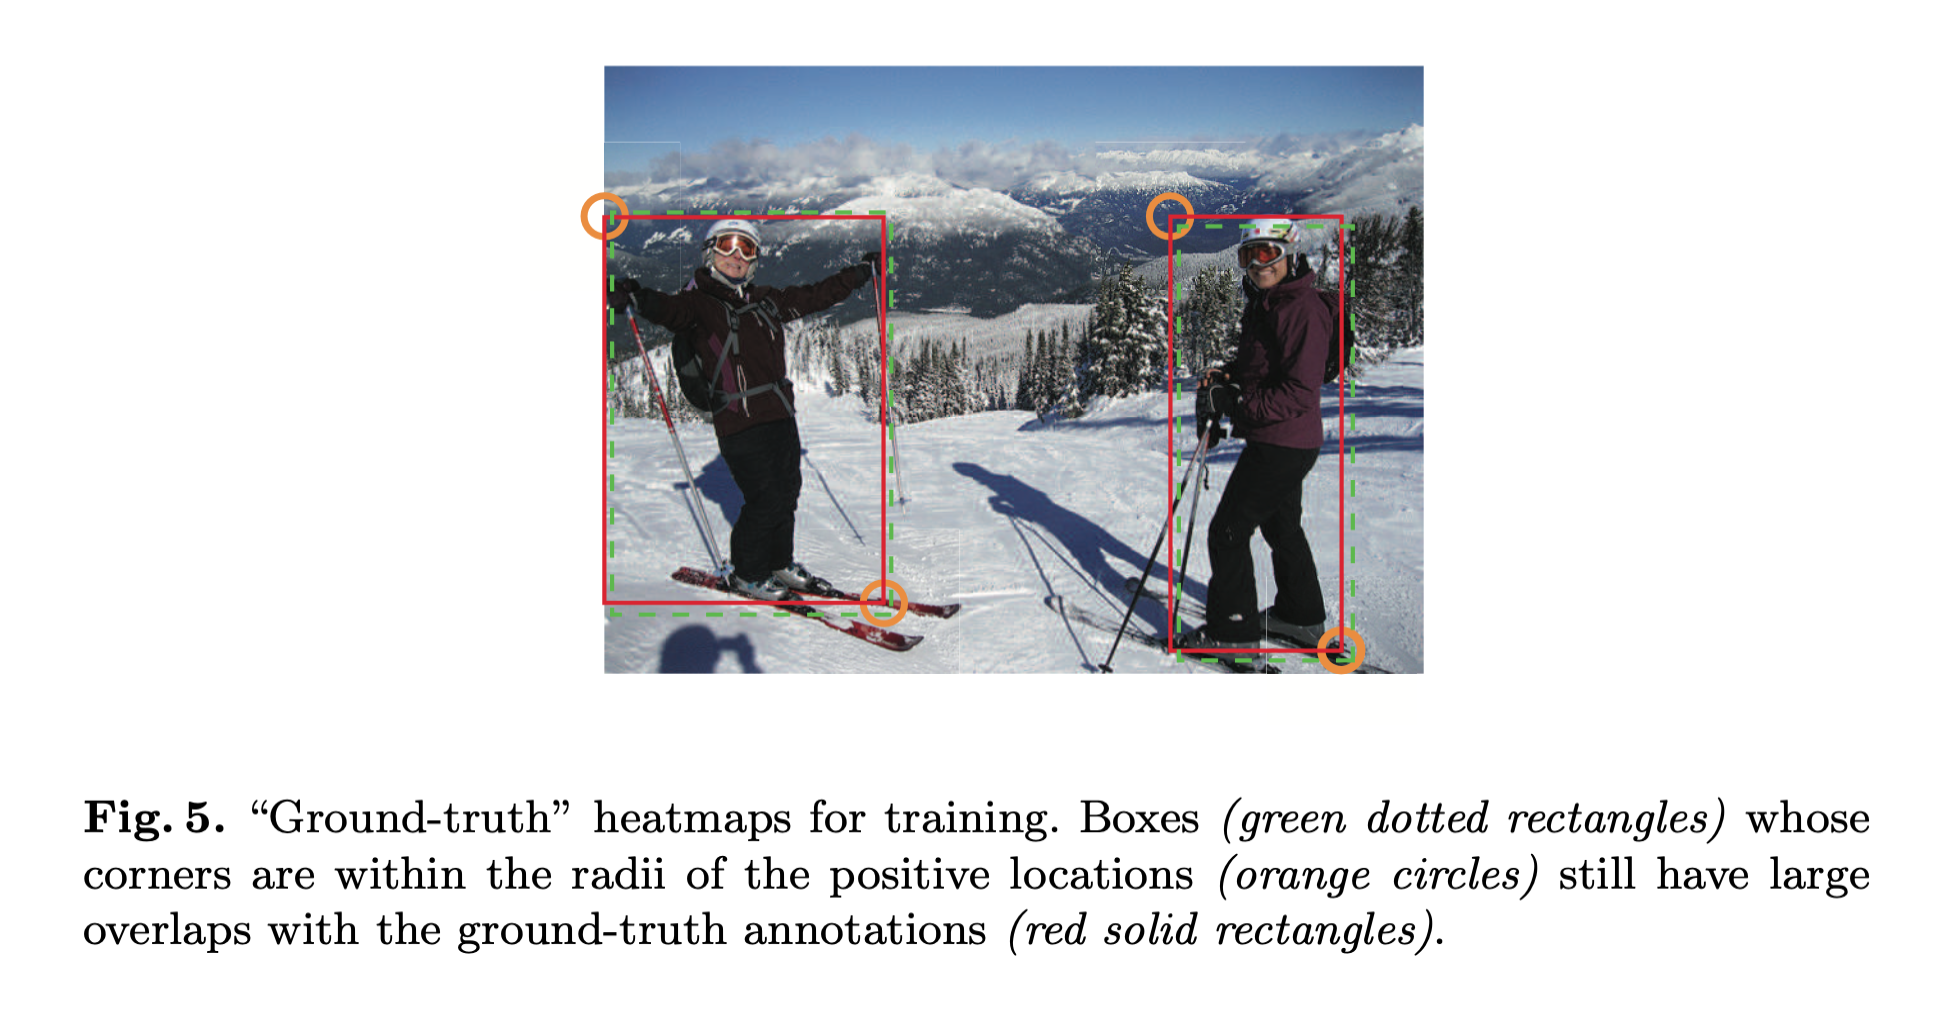 Fig. 5. “Ground-truth” heatmaps for training. Boxes (green dotted rectangles) whose
corners are within the radii of the positive locations (orange circles) still have large
overlaps with the ground-truth annotations (red solid rectangles).